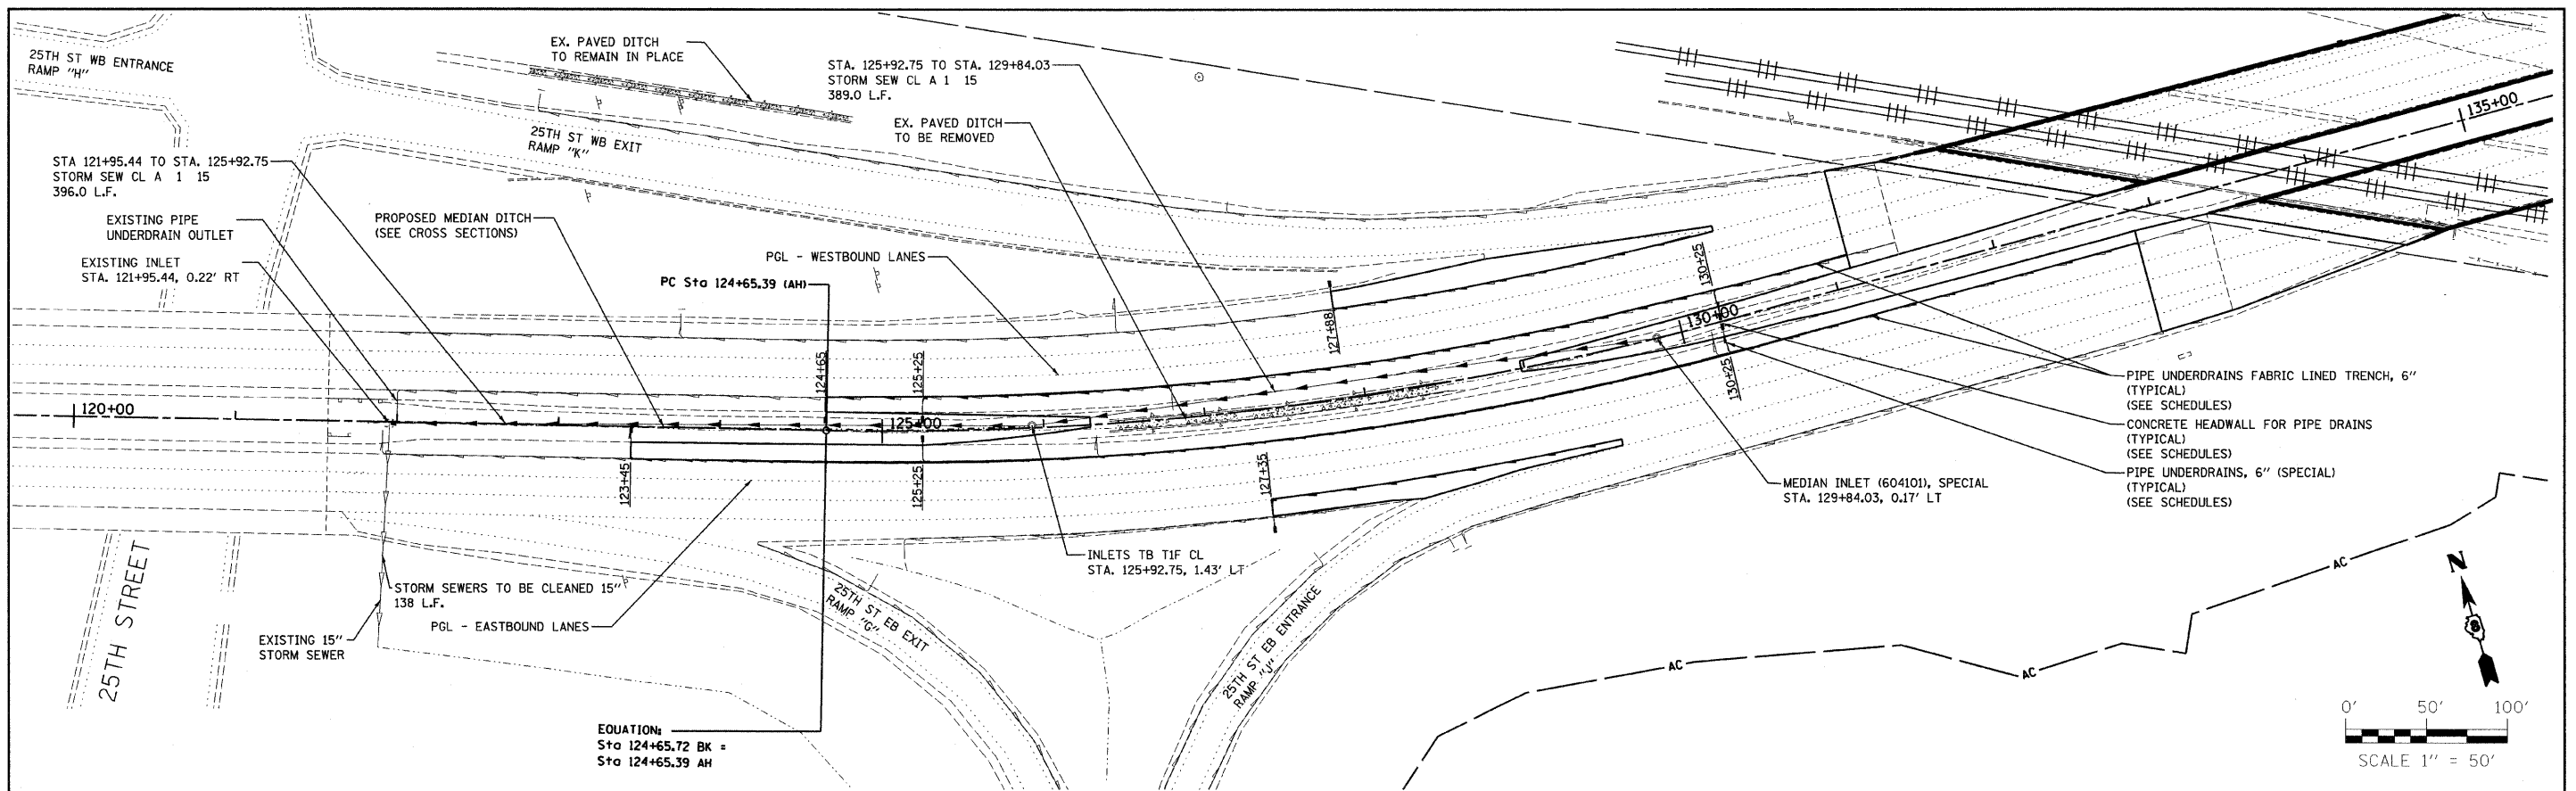 25TH ST WB ENTRANCE
RAMP "H"
EX. PAVED DITCH
TO REMAIN IN PLACE
STA. 125+92.75 TO STA. 129+84.03
STORM SEW CL A 1 15
389.0 L.F.
EX. PAVED DITCH
TO BE REMOVED
25TH ST WB EXIT
RAMP "K"
135+00
STA 121+95.44 TO STA. 125+92.75
STORM SEW CL A 1 15
396.0 L.F.
EXISTING PIPE
UNDERDRAIN OUTLET
PROPOSED MEDIAN DITCH
(SEE CROSS SECTIONS)
EXISTING INLET
STA. 121+95.44, 0.22' RT
PGL - WESTBOUND LANES
PC Sta 124+65.39 (AH)
130+25
127+88
130+00
124+65
125+25
120+00
125+00
130+25
123+45
125+25
127+35
PIPE UNDERDRAINS FABRIC LINED TRENCH, 6"
(TYPICAL)
(SEE SCHEDULES)
CONCRETE HEADWALL FOR PIPE DRAINS
(TYPICAL)
(SEE SCHEDULES)
PIPE UNDERDRAINS, 6" (SPECIAL)
(TYPICAL)
(SEE SCHEDULES)
MEDIAN INLET (604101), SPECIAL
STA. 129+84.03, 0.17' LT
INLETS TB T1F CL
STA. 125+92.75, 1.43' LT
25TH STREET
STORM SEWERS TO BE CLEANED 15"
138 L.F.
PGL - EASTBOUND LANES
EXISTING 15"
STORM SEWER
25TH ST EB EXIT
RAMP "G"
25TH ST EB ENTRANCE
RAMP "J"
AC
AC
AC
N
EQUATION:
Sta 124+65.72 BK =
Sta 124+65.39 AH
0' 50' 100'
SCALE 1" = 50'